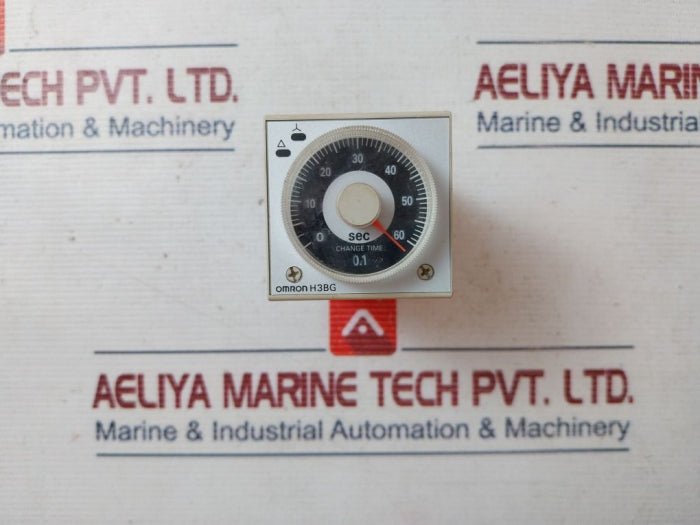 ECH PVT. LTD.
mation & Machinery
AELIYA MARIN
Marine & Industrial
30
20 40
10 50
0 sec 60
CHANGE TIME
0.1
OMRON H3BG
AELIYA MARINE TECH PVT. LTD.
Marine & Industrial Automation & Machinery